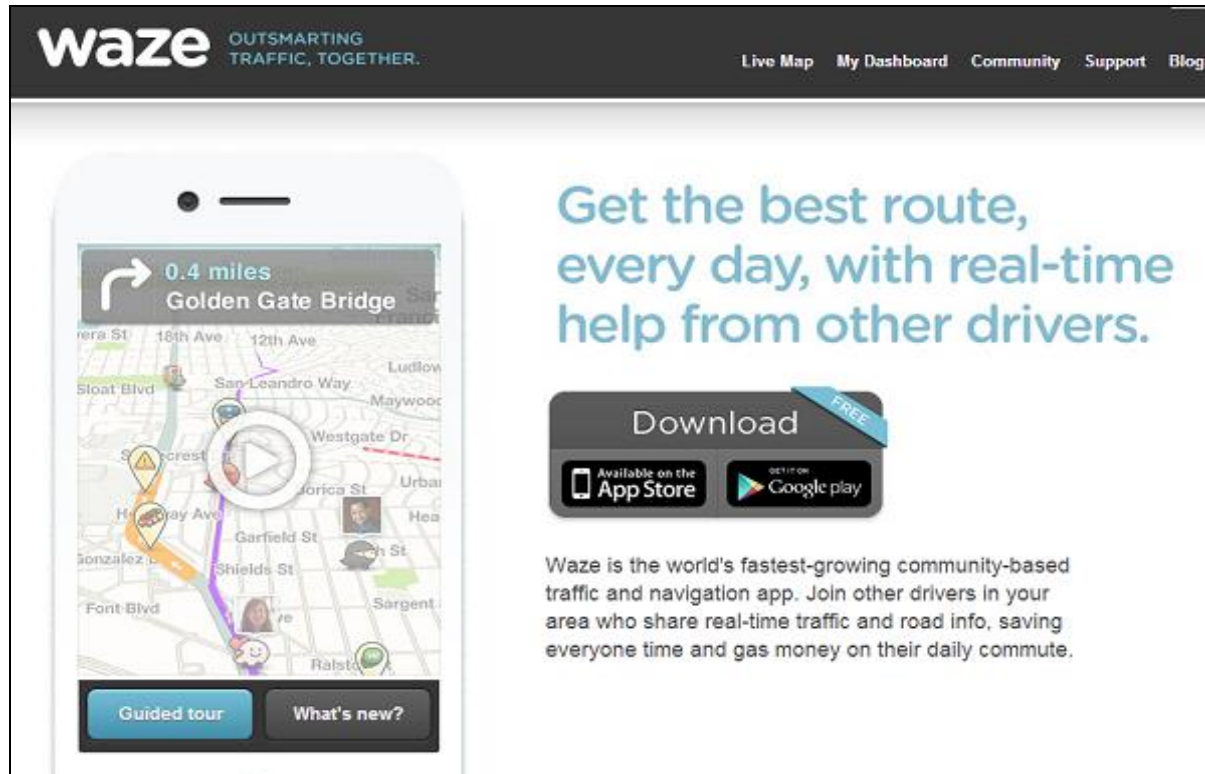 waze
OUTSMARTING
TRAFFIC, TOGETHER.
Live Map My Dashboard Community Support Blog
0.4 miles
Golden Gate Bridge
18th Ave
12th Ave
Ludlow
Sloat Blvd
San Leandro Way
Maywood
Westgate Dr
Garfield St
Shields St
Font Blvd
Sargent
Guided tour
What's new?
Get the best route,
every day, with real-time
help from other drivers.
Download
FREE
Available on the
App Store
GET IT ON
Google play
Waze is the world's fastest-growing community-based
traffic and navigation app. Join other drivers in your
area who share real-time traffic and road info, saving
everyone time and gas money on their daily commute.